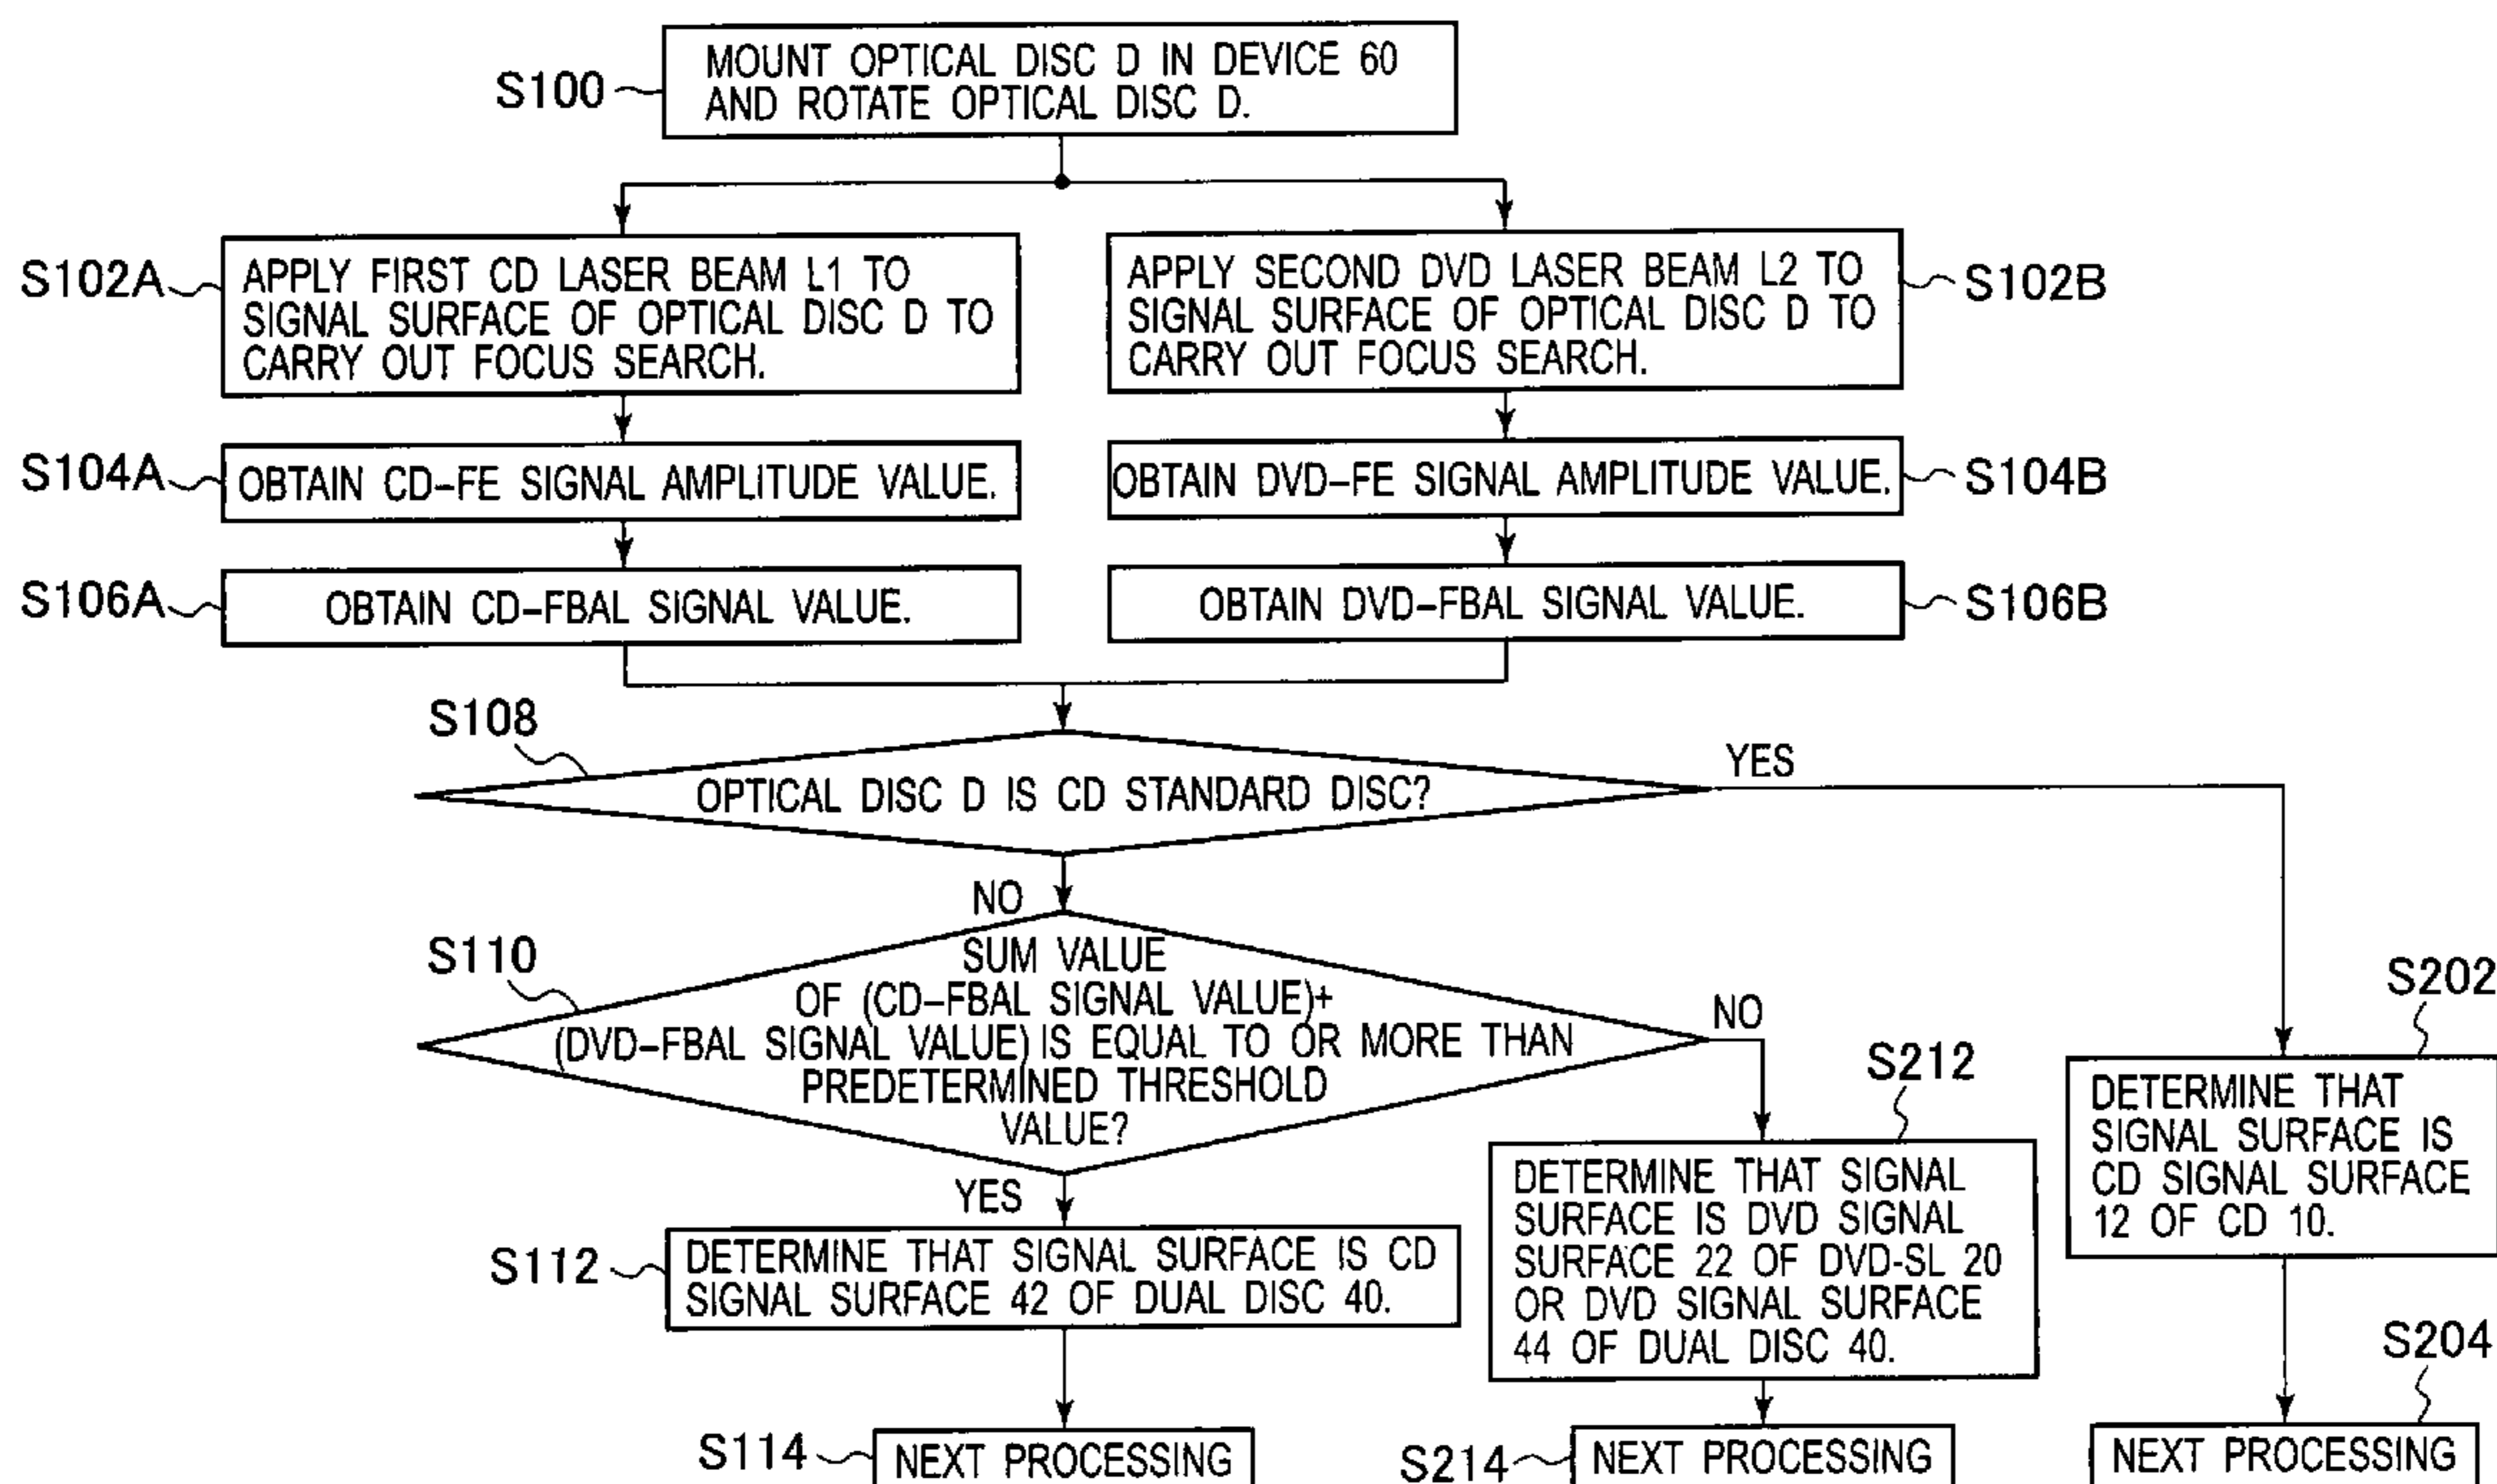 S100
MOUNT OPTICAL DISC D IN DEVICE 60
AND ROTATE OPTICAL DISC D.
S102A
APPLY FIRST CD LASER BEAM L1 TO
SIGNAL SURFACE OF OPTICAL DISC D TO
CARRY OUT FOCUS SEARCH.
APPLY SECOND DVD LASER BEAM L2 TO
SIGNAL SURFACE OF OPTICAL DISC D TO
CARRY OUT FOCUS SEARCH.
S102B
S104A
OBTAIN CD-FE SIGNAL AMPLITUDE VALUE.
OBTAIN DVD-FE SIGNAL AMPLITUDE VALUE.
S104B
S106A
OBTAIN CD-FBAL SIGNAL VALUE.
OBTAIN DVD-FBAL SIGNAL VALUE.
S106B
S108
OPTICAL DISC D IS CD STANDARD DISC?
YES
NO
S110
SUM VALUE
OF (CD-FBAL SIGNAL VALUE)+
(DVD-FBAL SIGNAL VALUE) IS EQUAL TO OR MORE THAN
PREDETERMINED THRESHOLD
VALUE?
NO
YES
S112
DETERMINE THAT SIGNAL SURFACE IS CD
SIGNAL SURFACE 42 OF DUAL DISC 40.
S212
DETERMINE THAT SIGNAL
SURFACE IS DVD SIGNAL
SURFACE 22 OF DVD-SL 20
OR DVD SIGNAL SURFACE
44 OF DUAL DISC 40.
S202
DETERMINE THAT
SIGNAL SURFACE IS
CD SIGNAL SURFACE
12 OF CD 10.
S114
NEXT PROCESSING
S214
NEXT PROCESSING
S204
NEXT PROCESSING